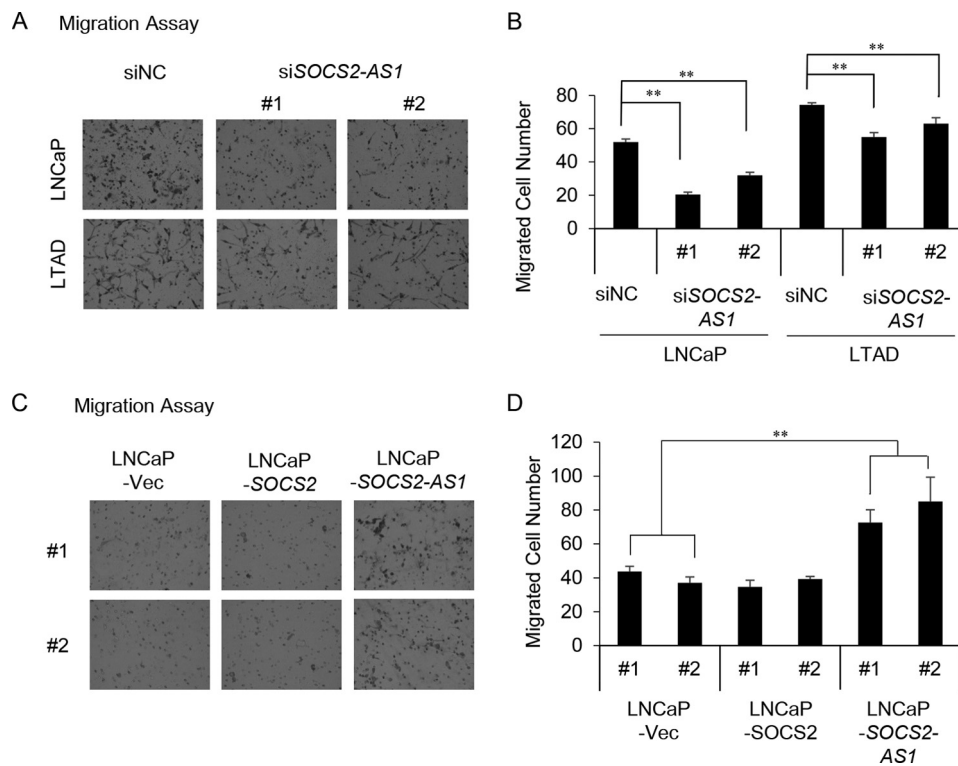 A Migration Assay
siNC siSOCS2-AS1
#1 #2
LNCaP
LTAD
B
** **
** **
Migrated Cell Number
80
60
40
20
0
#1 #2 #1 #2
siNC siSOCS2-AS1 siNC siSOCS2-AS1
LNCaP LTAD
C Migration Assay
LNCaP
-Vec
LNCaP
-SOCS2
LNCaP
-SOCS2-AS1
#1
#2
D
**
Migrated Cell Number
120
100
80
60
40
20
0
#1 #2 #1 #2 #1 #2
LNCaP
-Vec
LNCaP
-SOCS2
LNCaP
-SOCS2-
AS1